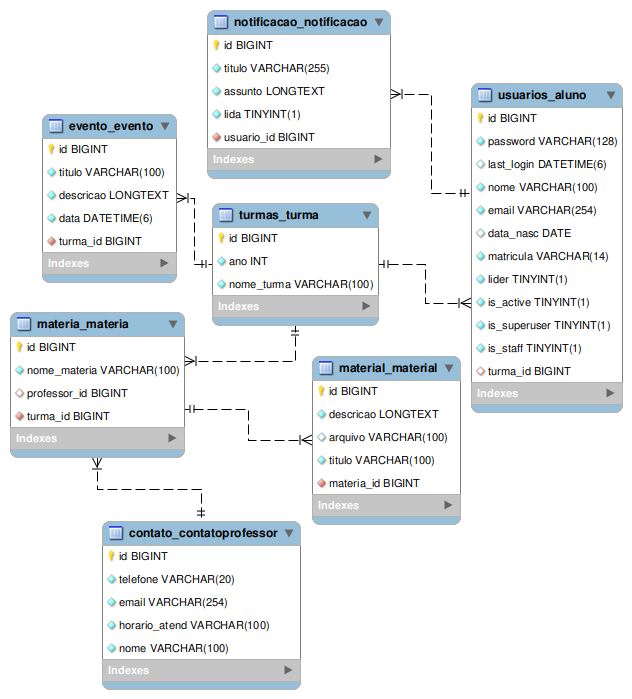 notificacao_notificacao
id BIGINT
titulo VARCHAR(255)
assunto LONGTEXT
lida TINYINT(1)
usuario_id BIGINT
Indexes
usuarios_aluno
id BIGINT
password VARCHAR(128)
last_login DATETIME(6)
nome VARCHAR(100)
email VARCHAR(254)
data_nasc DATE
matricula VARCHAR(14)
lider TINYINT(1)
is_active TINYINT(1)
is_superuser TINYINT(1)
is_staff TINYINT(1)
turma_id BIGINT
Indexes
evento_evento
id BIGINT
titulo VARCHAR(100)
descricao LONGTEXT
data DATETIME(6)
turma_id BIGINT
Indexes
turmas_turma
id BIGINT
ano INT
nome_turma VARCHAR(100)
Indexes
materia_materia
id BIGINT
nome_materia VARCHAR(100)
professor_id BIGINT
turma_id BIGINT
Indexes
material_material
id BIGINT
descricao LONGTEXT
arquivo VARCHAR(100)
titulo VARCHAR(100)
materia_id BIGINT
Indexes
contato_contatoprofessor
id BIGINT
telefone VARCHAR(20)
email VARCHAR(254)
horario_atend VARCHAR(100)
nome VARCHAR(100)
Indexes